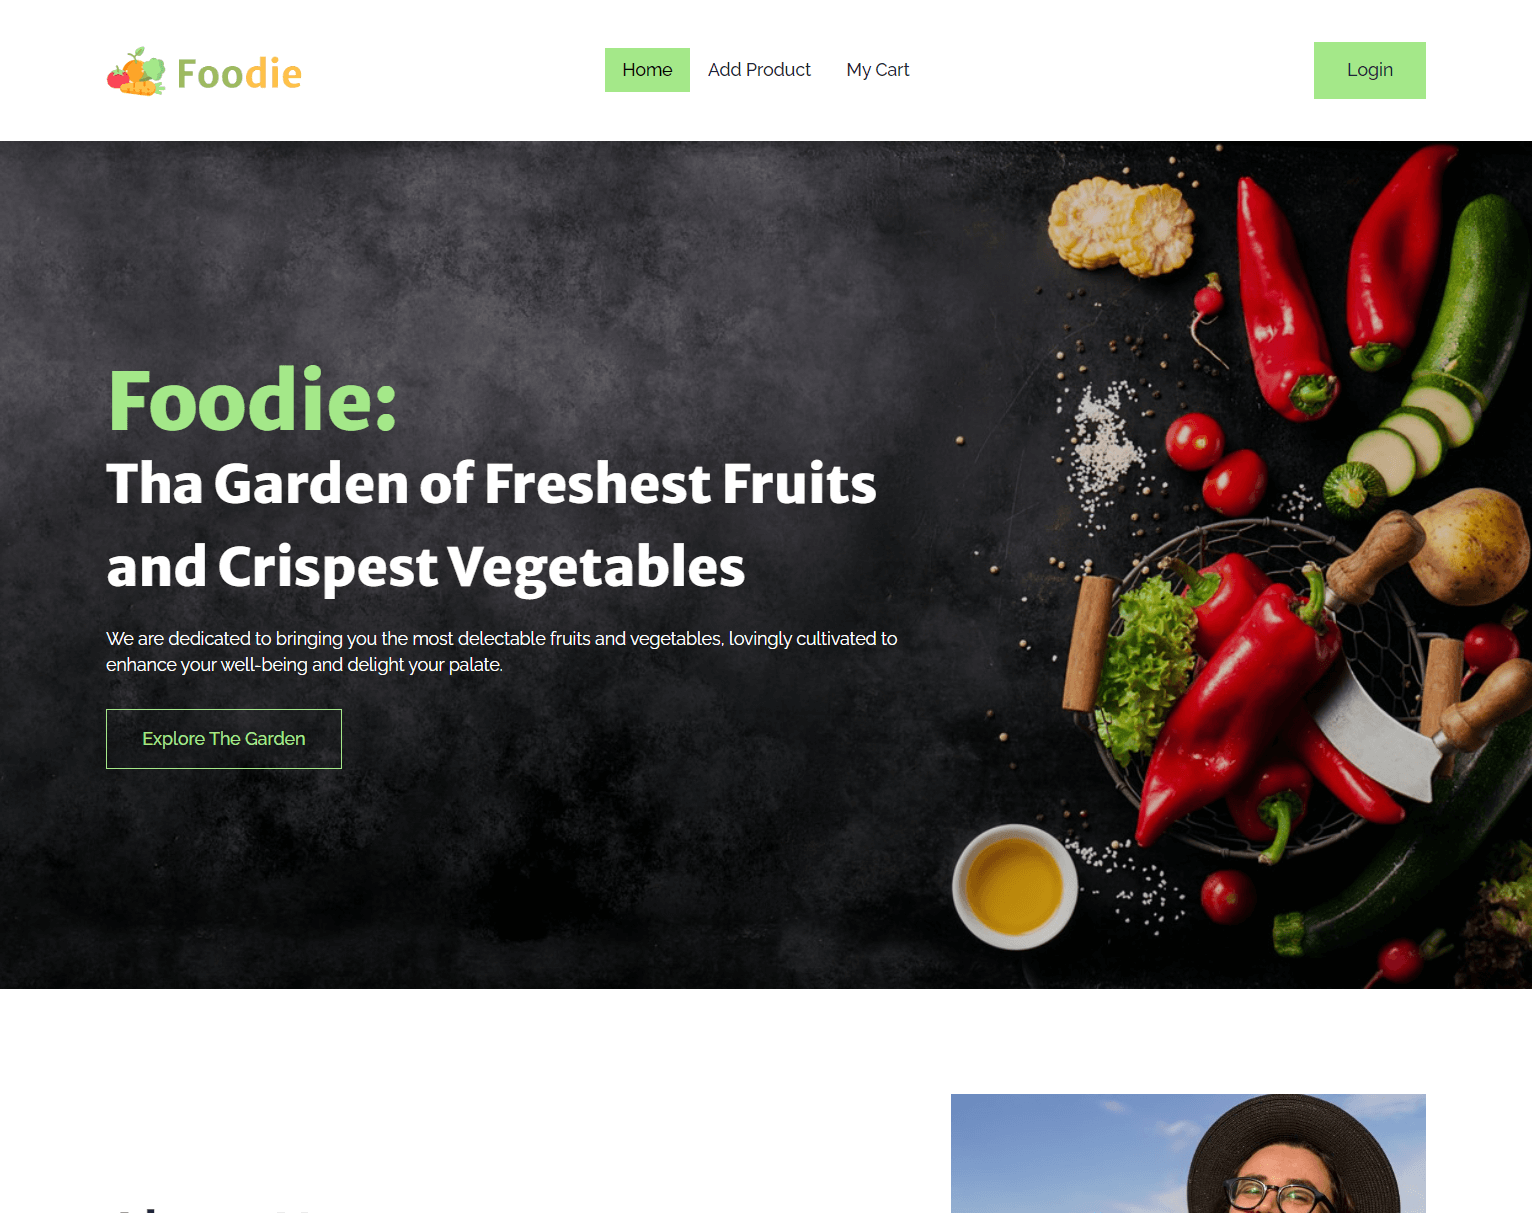 Foodie
Home
Add Product
My Cart
Login
Foodie:
Tha Garden of Freshest Fruits
and Crispest Vegetables
We are dedicated to bringing you the most delectable fruits and vegetables, lovingly cultivated to
enhance your well-being and delight your palate.
Explore The Garden